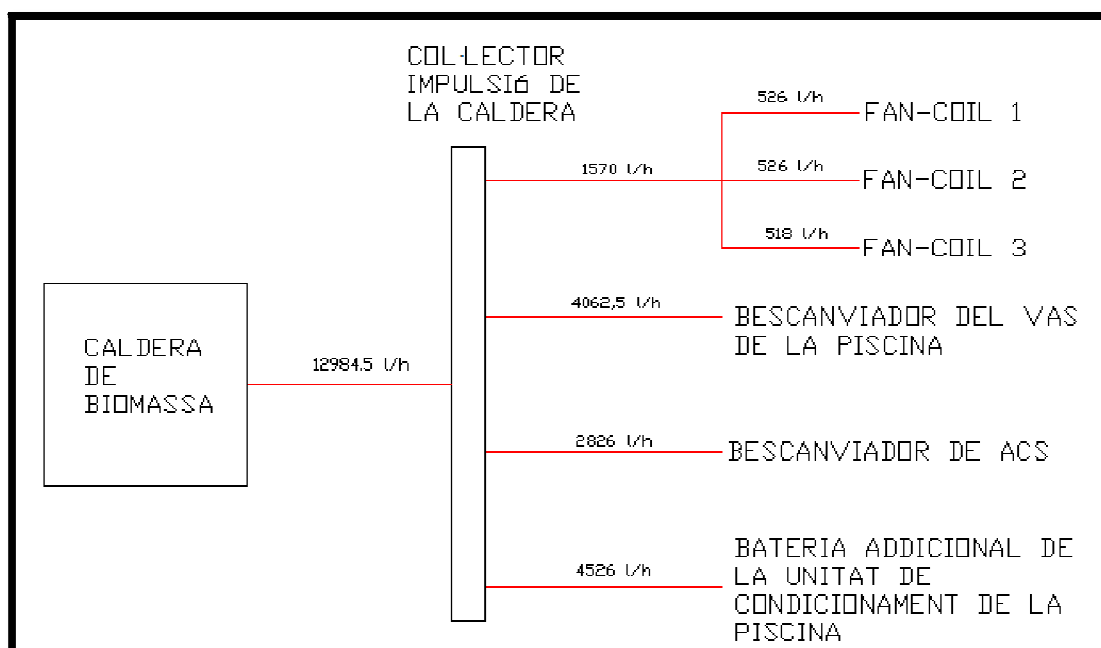 COL·LECTOR
IMPULSIÓ DE
LA CALDERA
526 l/h
FAN-COIL 1
1570 l/h
526 l/h
FAN-COIL 2
518 l/h
FAN-COIL 3
4062,5 l/h
BESCANVIADOR DEL VAS
DE LA PISCINA
CALDERA
DE
BIOMASSA
12984.5 l/h
2826 l/h
BESCANVIADOR DE ACS
4526 l/h
BATERIA ADDICIONAL DE
LA UNITAT DE
CONDICIONAMENT DE LA
PISCINA